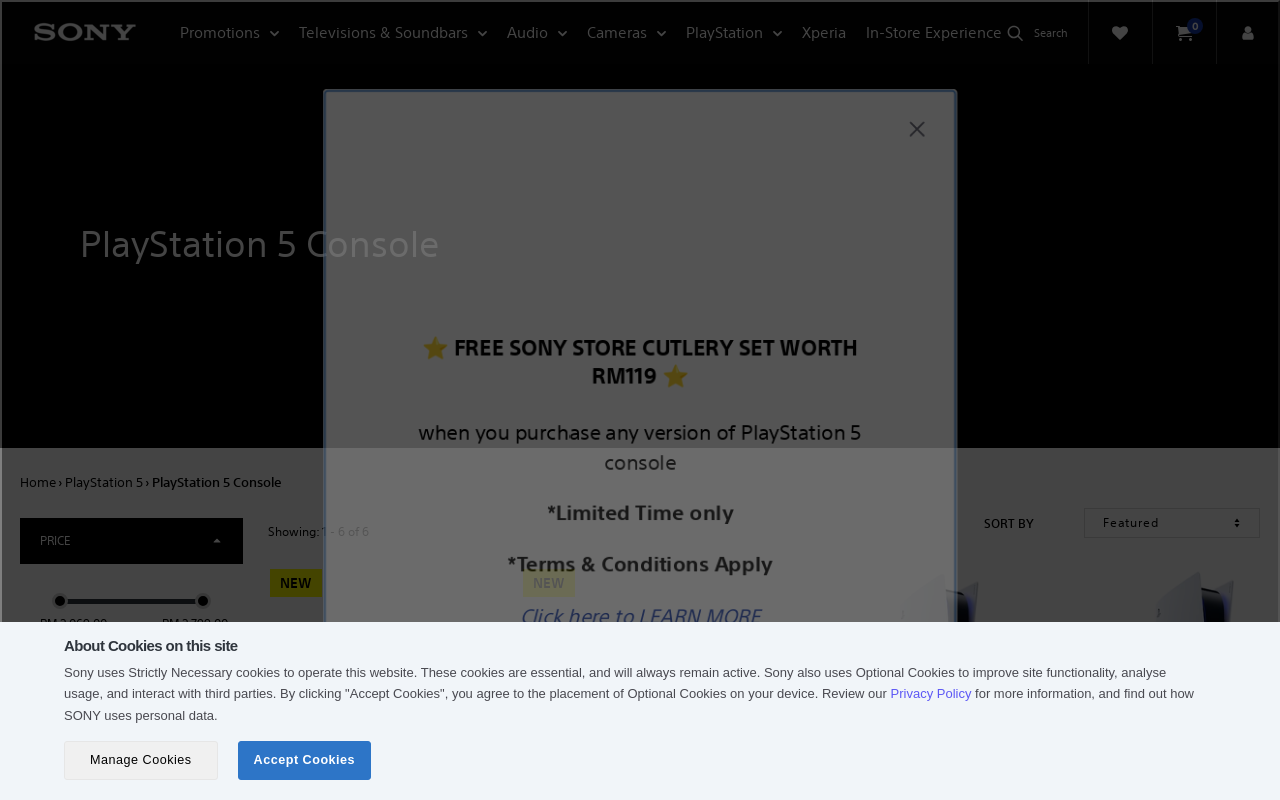 SONY
Promotions Televisions & Soundbars Audio Cameras PlayStation Xperia In-Store Experience Search 0
PlayStation 5 Console
⭐ FREE SONY STORE CUTLERY SET WORTH
RM119 ⭐
when you purchase any version of PlayStation 5
console
*Limited Time only
*Terms & Conditions Apply
Click here to LEARN MORE
Home › PlayStation 5 › PlayStation 5 Console
PRICE
Showing: 1 - 6 of 6
SORT BY
Featured
NEW
NEW
About Cookies on this site
Sony uses Strictly Necessary cookies to operate this website. These cookies are essential, and will always remain active. Sony also uses Optional Cookies to improve site functionality, analyse
usage, and interact with third parties. By clicking "Accept Cookies", you agree to the placement of Optional Cookies on your device. Review our Privacy Policy for more information, and find out how
SONY uses personal data.
Manage Cookies
Accept Cookies